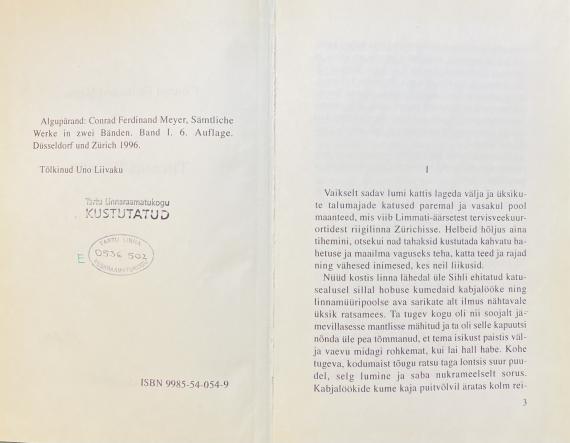 Algupärand: Conrad Ferdinand Meyer, Sämtliche
Werke in zwei Bänden. Band I. 6. Auflage.
Düsseldorf und Zürich 1996.
Tõlkinud Uno Liivaku
Tartu Linnaraamatukogu
KUSTUTATUD
TARTU LINNA
E
0536 502
KESKRAAMATUKOGU
ISBN 9985-54-054-9
I
Vaikselt sadav lumi kattis lageda välja ja üksiku-
te talumajade katused paremal ja vasakul pool
maanteed, mis viib Limmati-äärsetest tervisveekuur-
ortidest riigilinna Zürichisse. Helbeid hõljus aina
tihemini, otsekui nad tahaksid kustutada kahvatu ha-
hetuse ja maailma vaguseks teha, katta teed ja rajad
ning vähesed inimesed, kes neil liikusid.
Nüüd kostis linna lähedal üle Sihli ehitatud katu-
sealusel sillal hobuse kumedaid kabjalööke ning
linnamüüripoolse ava sarikate alt ilmus nähtavale
üksik ratsamees. Ta tugev kogu oli nii soojalt jä-
mevillasesse mantlisse mähitud ja ta oli selle kapuutsi
nõnda üle pea tõmmanud, et tema isikust paistis väl-
ja vaevu midagi rohkemat, kui lai hall habe. Kohe
tugeva, kodumaist tõugu ratsu taga lontsis suur puu-
del, selg lumine ja saba nukrameelselt sorus.
Kabjalöökide kume kaja puitvõlvil äratas kolm rei-
3